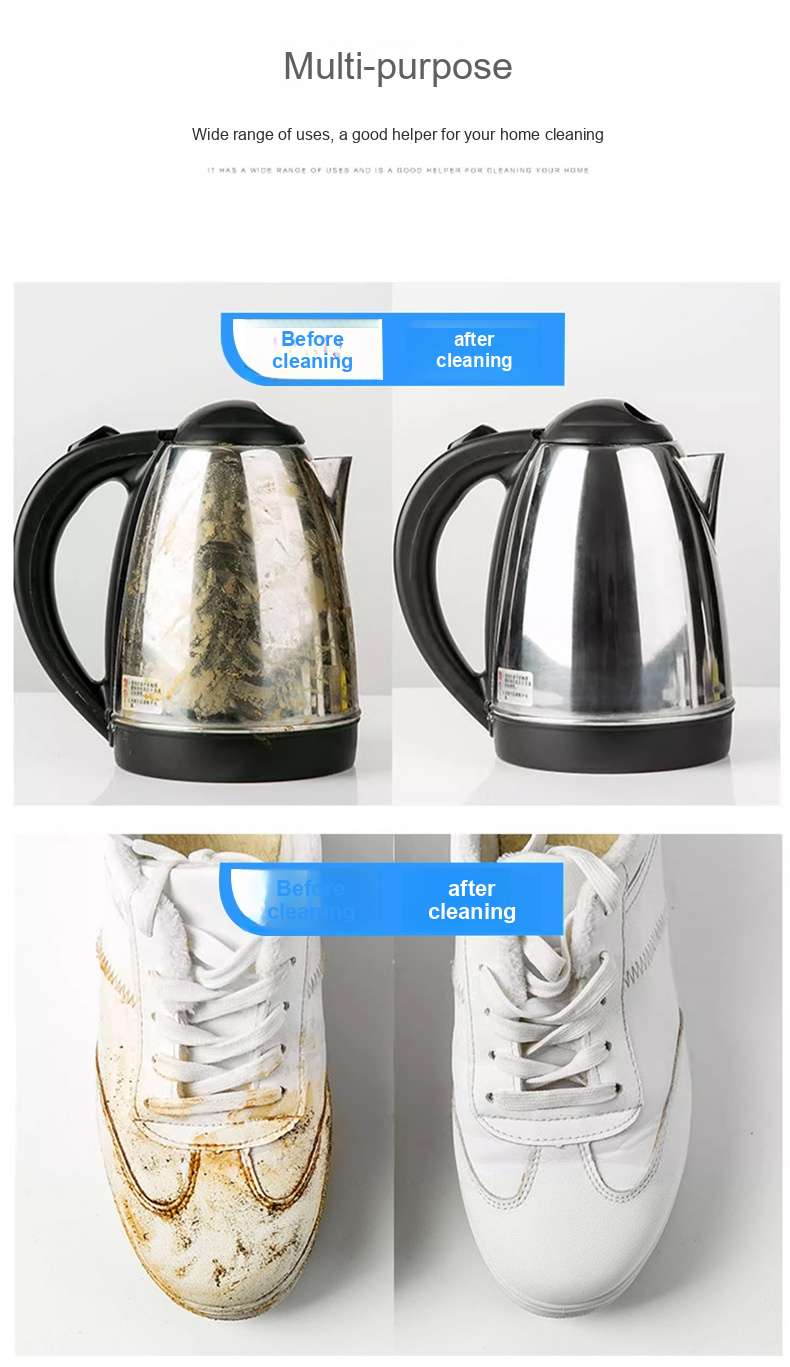 Multi-purpose
Wide range of uses, a good helper for your home cleaning
IT HAS A WIDE RANGE OF USES AND IS A GOOD HELPER FOR CLEANING YOUR HOME
Before
cleaning
after
cleaning
Before
cleaning
after
cleaning